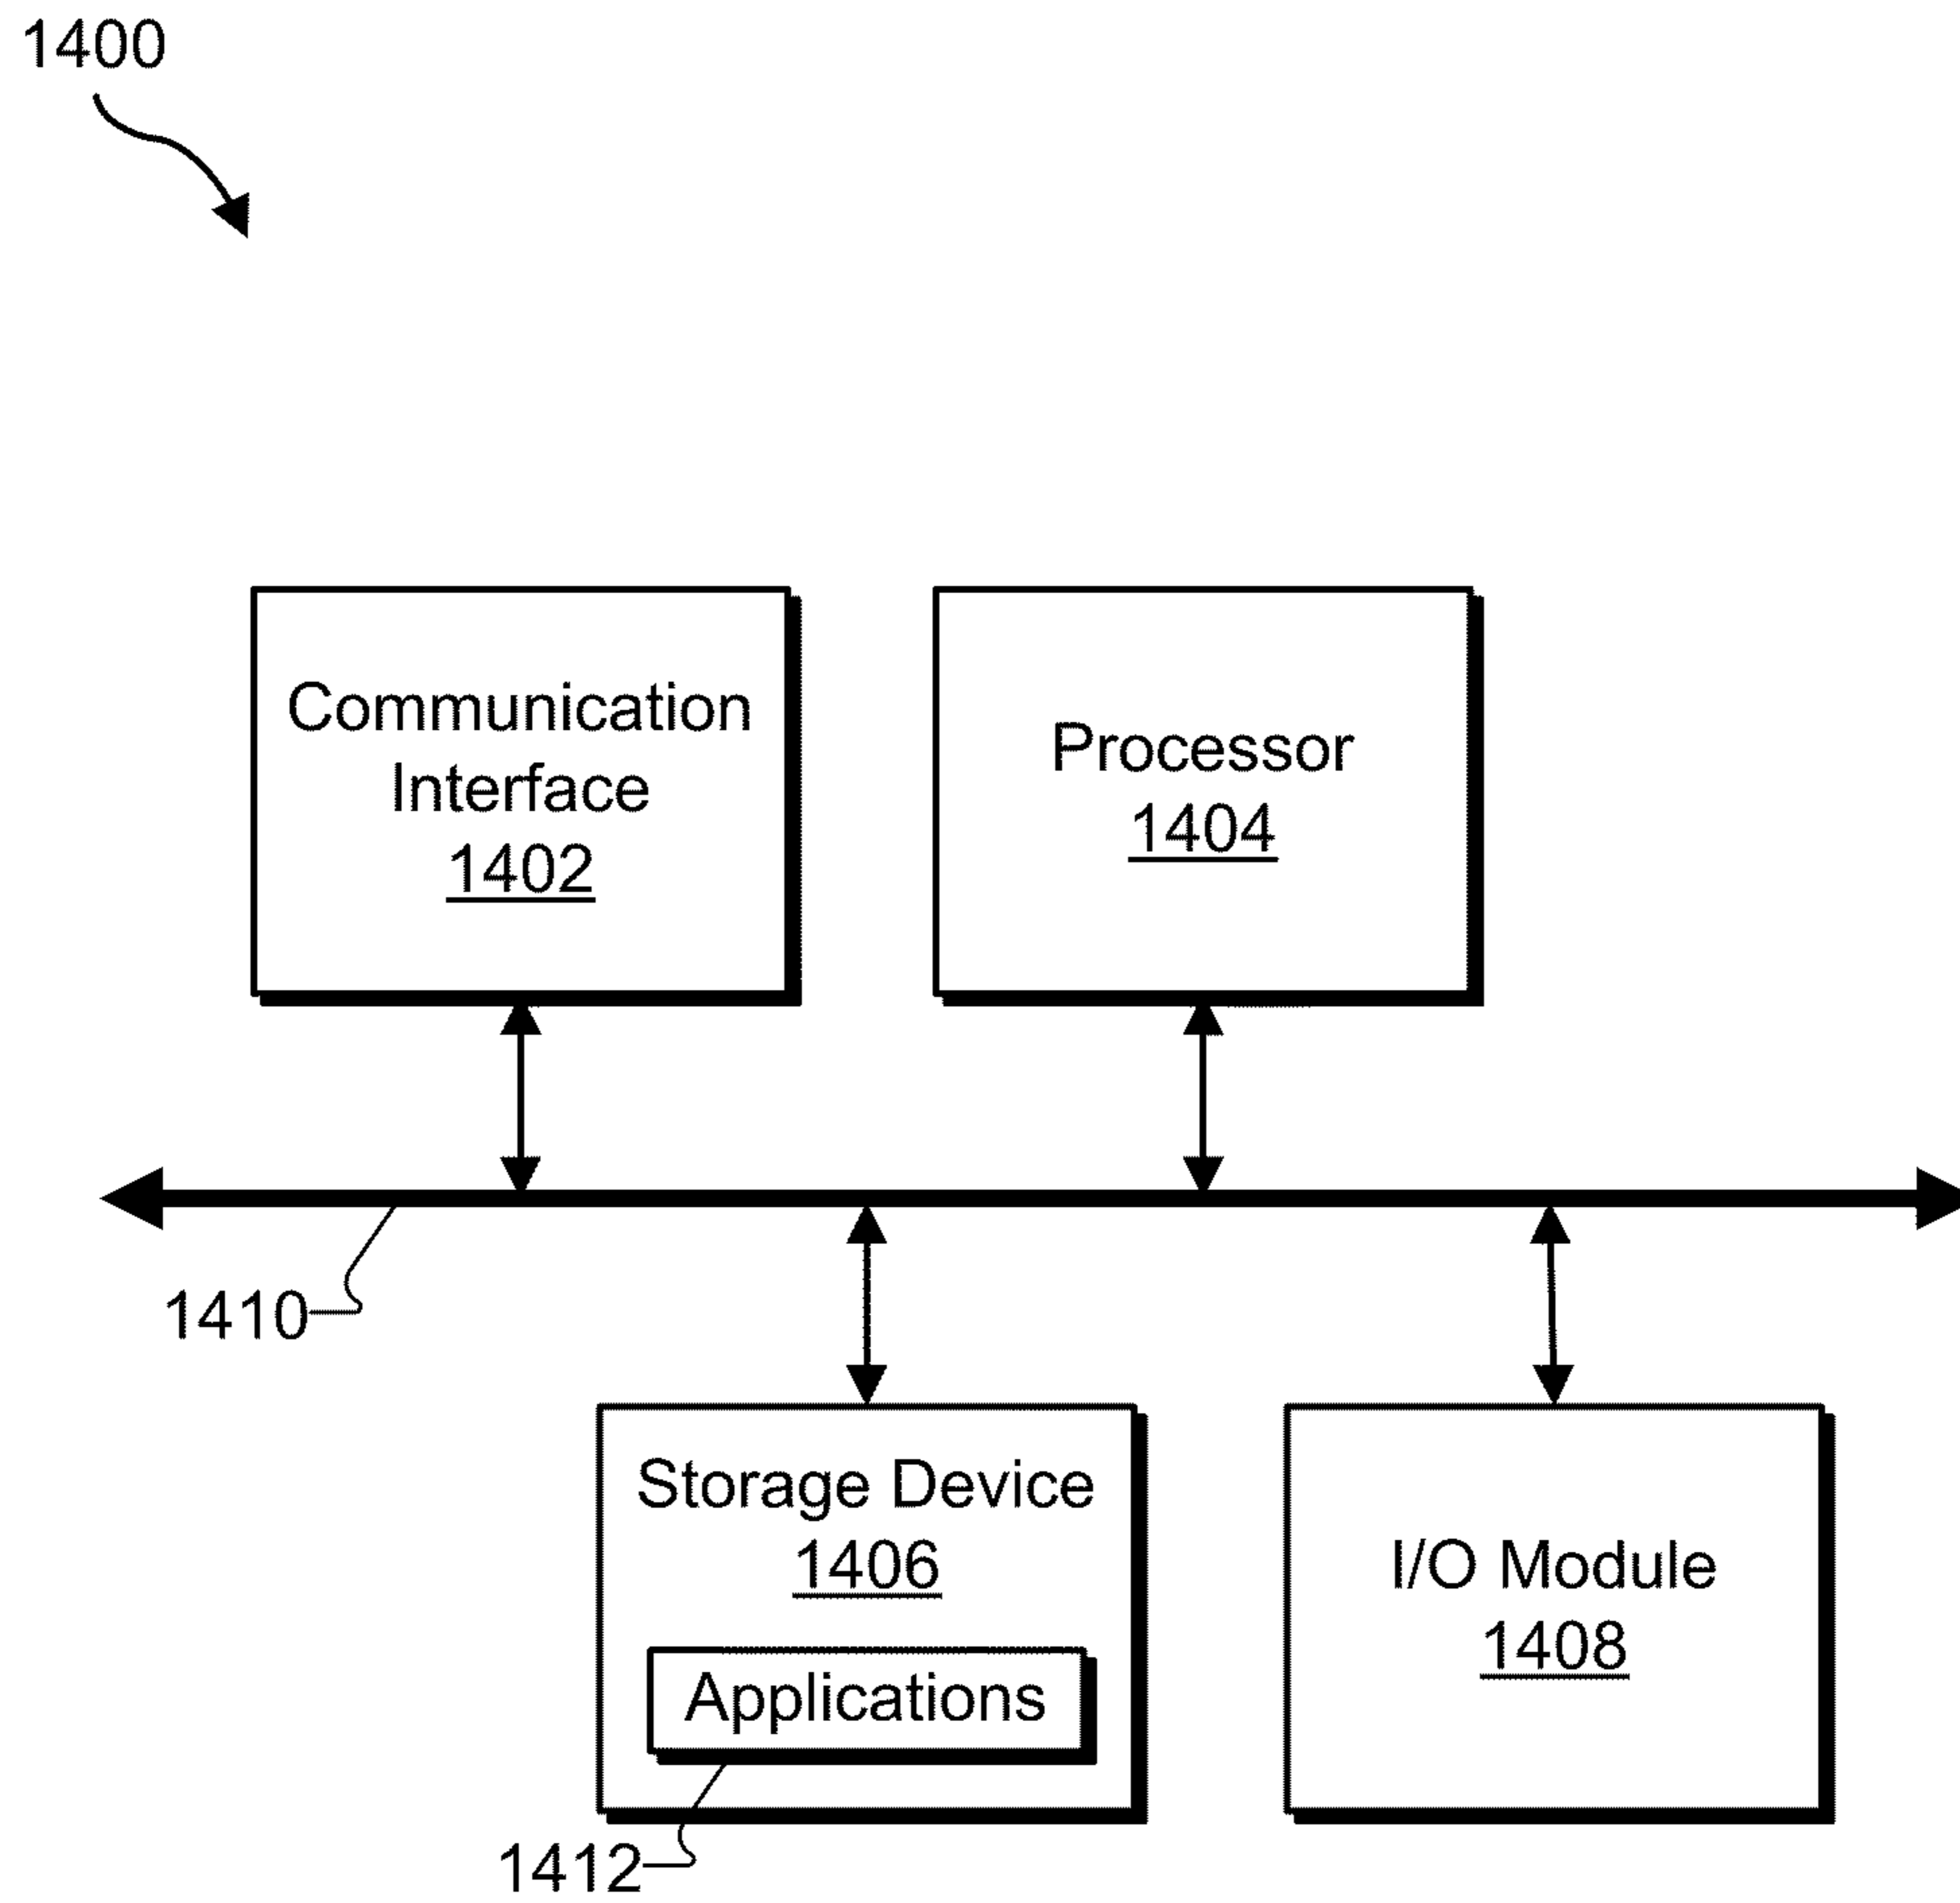 1400
Communication
Interface
1402
Processor
1404
1410
Storage Device
1406
Applications
1412
I/O Module
1408